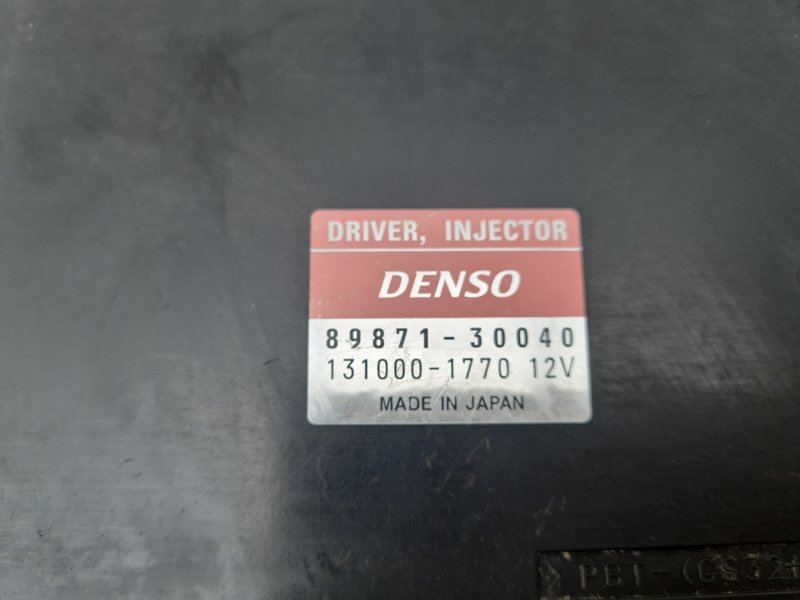 DRIVER, INJECTOR
DENSO
89871-30040
131000-1770 12V
MADE IN JAPAN